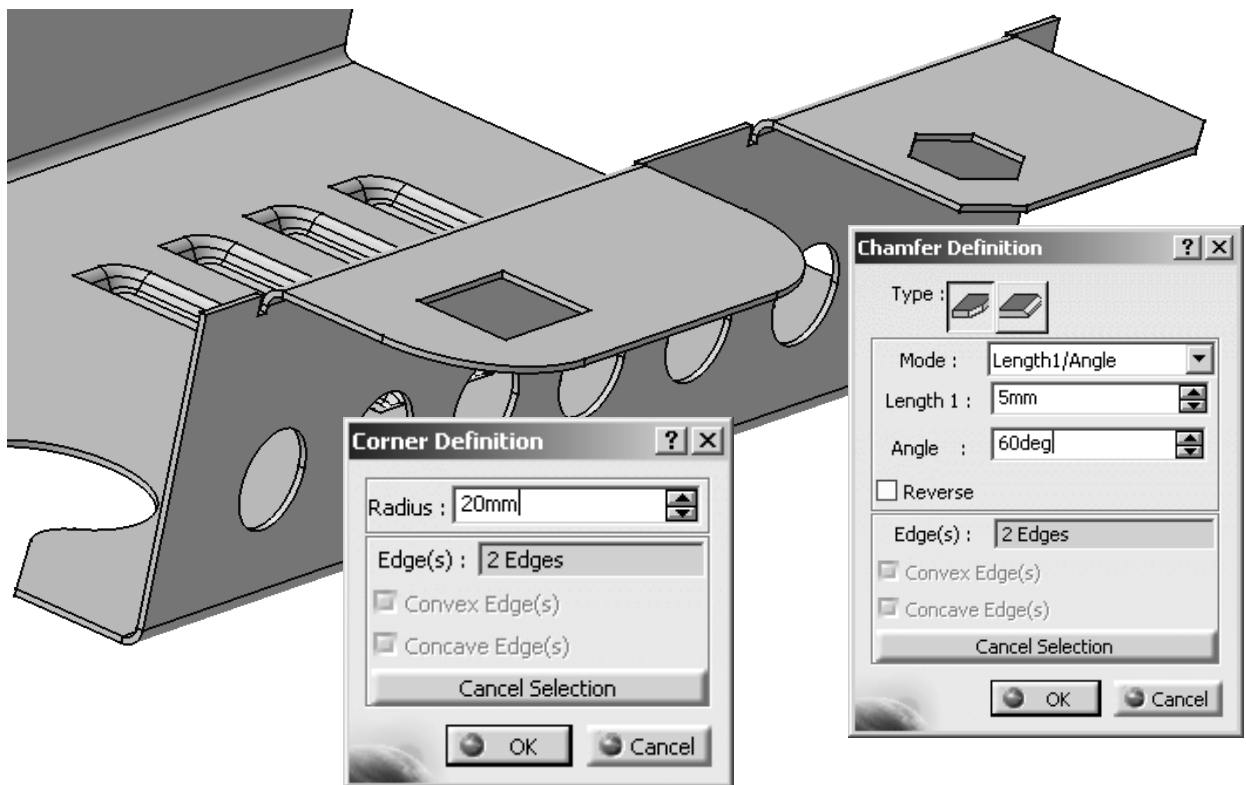 Corner Definition
? X
Radius : 20mm
Edge(s) : 2 Edges
Convex Edge(s)
Concave Edge(s)
Cancel Selection
OK Cancel
Chamfer Definition
? X
Type :
Mode : Length1/Angle
Length 1 : 5mm
Angle : 60deg
Reverse
Edge(s) : 2 Edges
Convex Edge(s)
Concave Edge(s)
Cancel Selection
OK Cancel